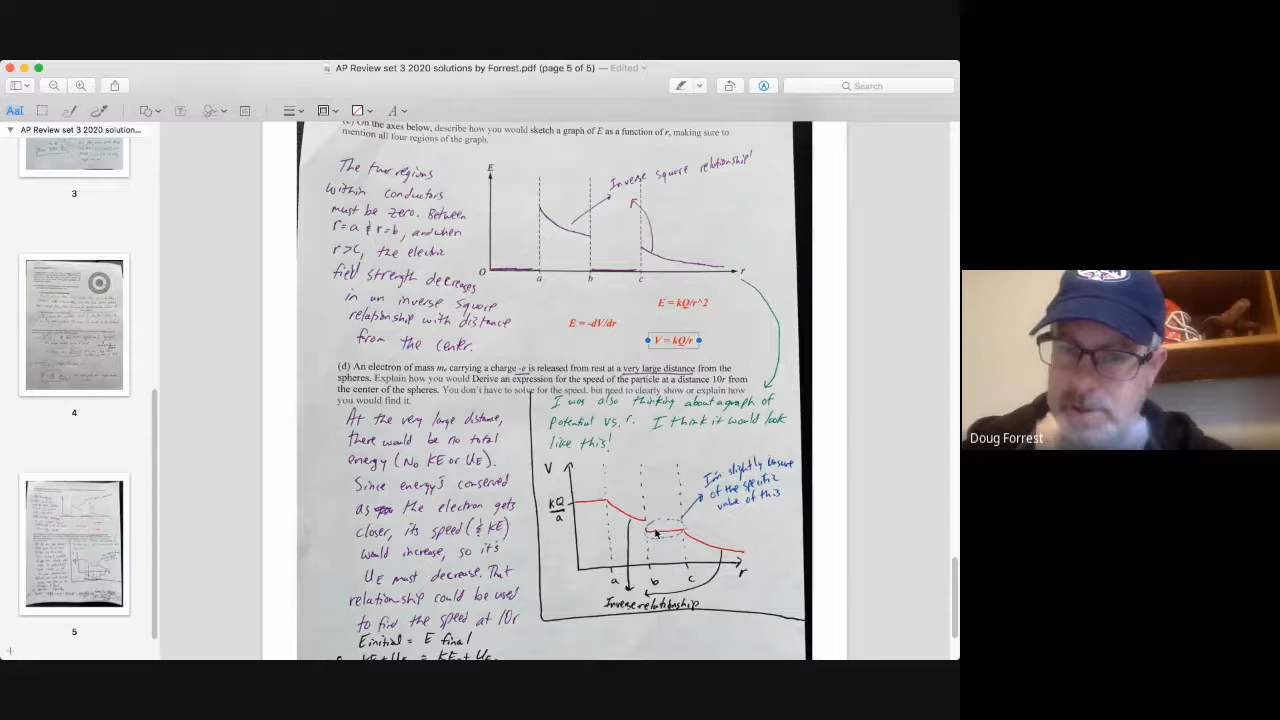 AP Review set 3 2020 solutions by Forrest.pdf (page 5 of 5) — Edited
Search
AaI
A
AP Review set 3 2020 solution...
3
4
5
(c) On the axes below, describe how you would sketch a graph of E as a function of r, making sure to
mention all four regions of the graph.
The four regions
within conductors
must be zero. Between
r=a & r=b, and when
r>c, the electric
field strength decreases
in an inverse square
relationship with distance
from the center.
E
Inverse square relationship!
O
a
b
c
r
E = kQ/r^2
E = -dV/dr
V = kQ/r
(d) An electron of mass me carrying a charge -e is released from rest at a very large distance from the
spheres. Explain how you would Derive an expression for the speed of the particle at a distance 10r from
the center of the spheres. You don't have to solve for the speed, but need to clearly show or explain how
you would find it.
At the very large distance,
there would be no total
energy (No KE or UE).
Since energy's conserved
as the electron gets
closer, its speed (& KE)
would increase, so it's
UE must decrease. That
relationship could be used
to find the speed at 10r
E initial = E final
KE + UE = KE + UE
I was also thinking about a graph of
Potential vs. r. I think it would look
like this!
V
I'm slightly unsure
of the specific
value of this
kQ
a
a
b
c
r
Inverse relationship
Doug Forrest